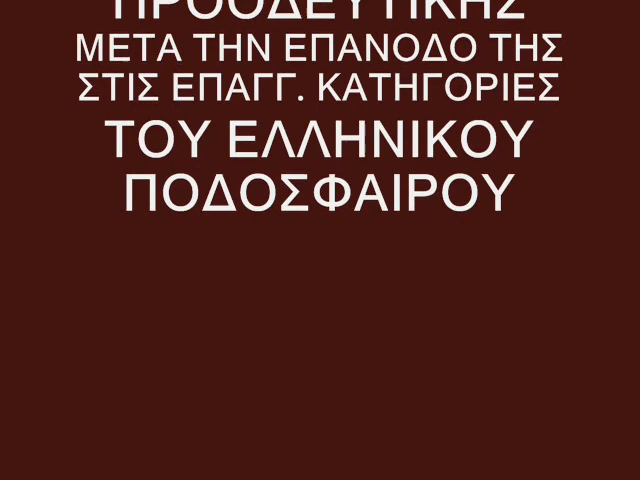 ΠΡΟΟΔΕΥΤΙΚΗΣ
ΜΕΤΑ ΤΗΝ ΕΠΑΝΟΔΟ ΤΗΣ
ΣΤΙΣ ΕΠΑΓΓ. ΚΑΤΗΓΟΡΙΕΣ
ΤΟΥ ΕΛΛΗΝΙΚΟΥ
ΠΟΔΟΣΦΑΙΡΟΥ